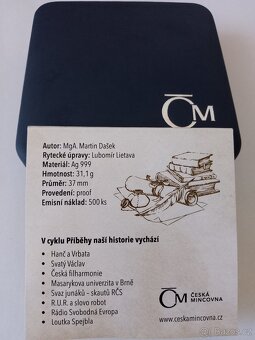 ČM
Autor: MgA. Martin Dašek
Rytecké úpravy: Lubomír Lietava
Materiál: Ag 999
Hmotnost: 31,1 g
Průměr: 37 mm
Provedení: proof
Emisní náklad: 500 ks
V cyklu Příběhy naší historie vychází
• Hanč a Vrbata
• Svatý Václav
• Česká filharmonie
• Masarykova univerzita v Brně
• Svaz junáků – skautů RČS
• R.U.R. a slovo robot
• Rádio Svobodná Evropa
• Loutka Spejbla
ČM ČESKÁ
MINCOVNA
www.ceskamincovna.cz